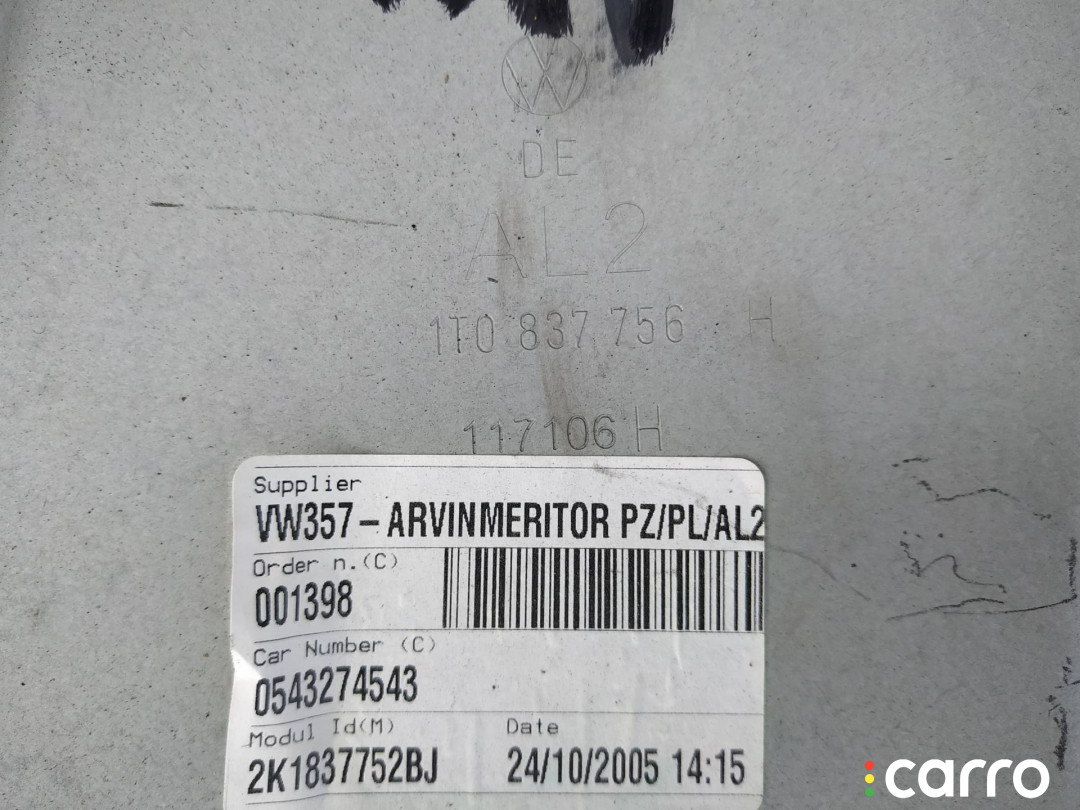 DE
AL2
1T0 837 756 H
117106 H
Supplier
VW357 - ARVINMERITOR PZ/PL/AL2
Order n.(C)
001398
Car Number (C)
0543274543
Modul Id(M) Date
2K1837752BJ 24/10/2005 14:15
carro